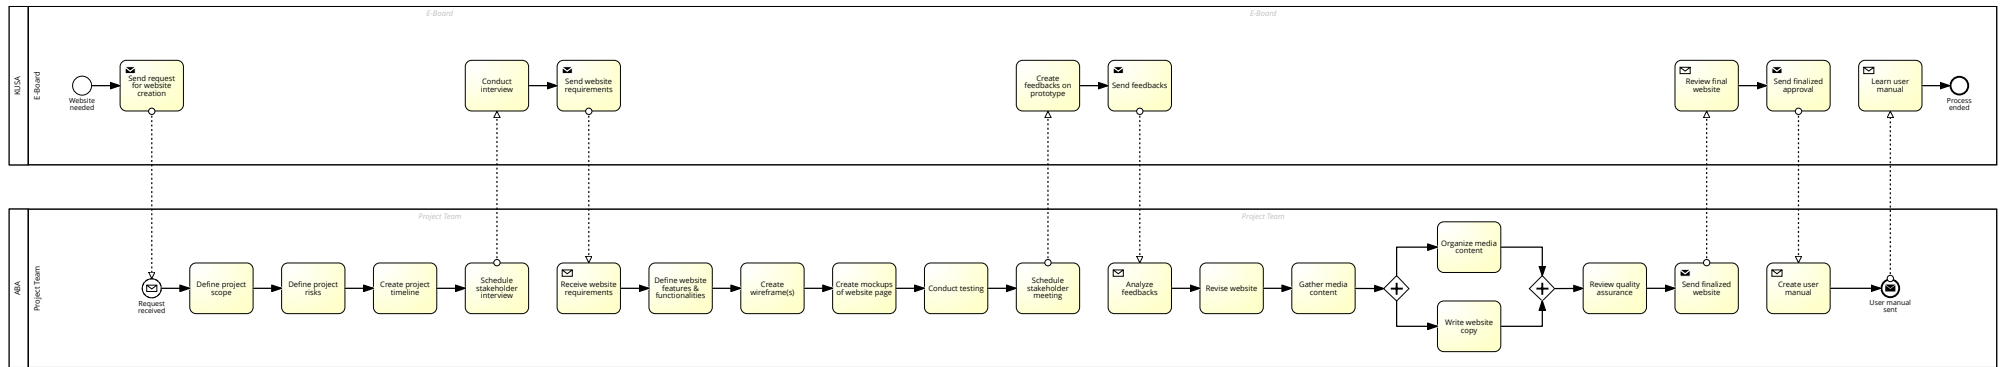 E-Board
E-Board
KUSA
E-Board
Website
needed
Send request
for website
creation
Conduct
interview
Send website
requirements
Create
feedbacks on
prototype
Send feedbacks
Review final
website
Send finalized
approval
Learn user
manual
Process
ended
Project Team
Project Team
ABA
Project Team
Request
received
Define project
scope
Define project
risks
Create project
timeline
Schedule
stakeholder
interview
Receive website
requirements
Define website
features &
functionalities
Create
wireframe(s)
Create mockups
of website page
Conduct testing
Schedule
stakeholder
meeting
Analyze
feedbacks
Revise website
Gather media
content
Organize media
content
Write website
copy
Review quality
assurance
Send finalized
website
Create user
manual
User manual
sent